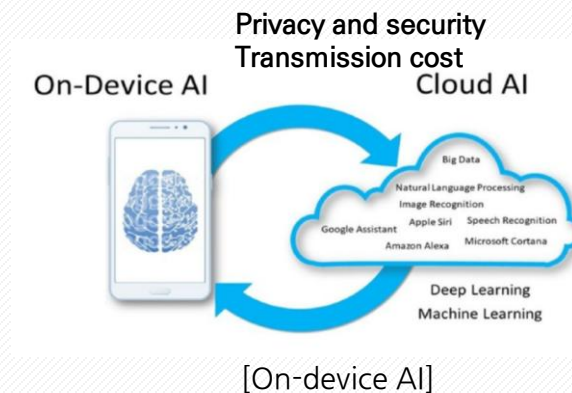 Privacy and security
Transmission cost
On-Device AI
Cloud AI
Big Data
Natural Language Processing
Image Recognition
Google Assistant
Apple Siri
Speech Recognition
Amazon Alexa
Microsoft Cortana
Deep Learning
Machine Learning
[On-device AI]